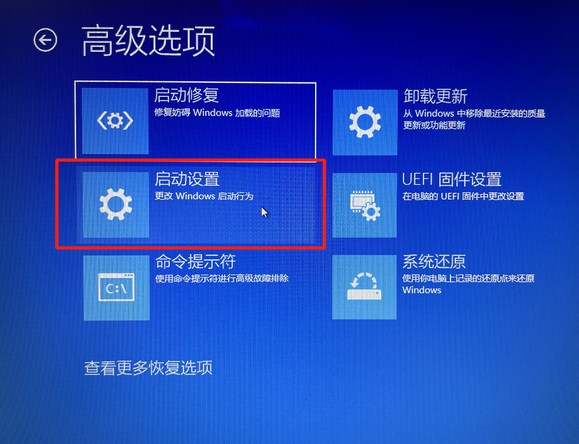 高级选项
启动修复
修复妨碍 Windows 加载的问题
卸载更新
从 Windows 中移除最近安装的质量
更新或功能更新
启动设置
更改 Windows 启动行为
UEFI 固件设置
在电脑的 UEFI 固件中更改设置
命令提示符
使用命令提示符进行高级故障排除
C:\
系统还原
使用你电脑上记录的还原点来还原
Windows
查看更多恢复选项